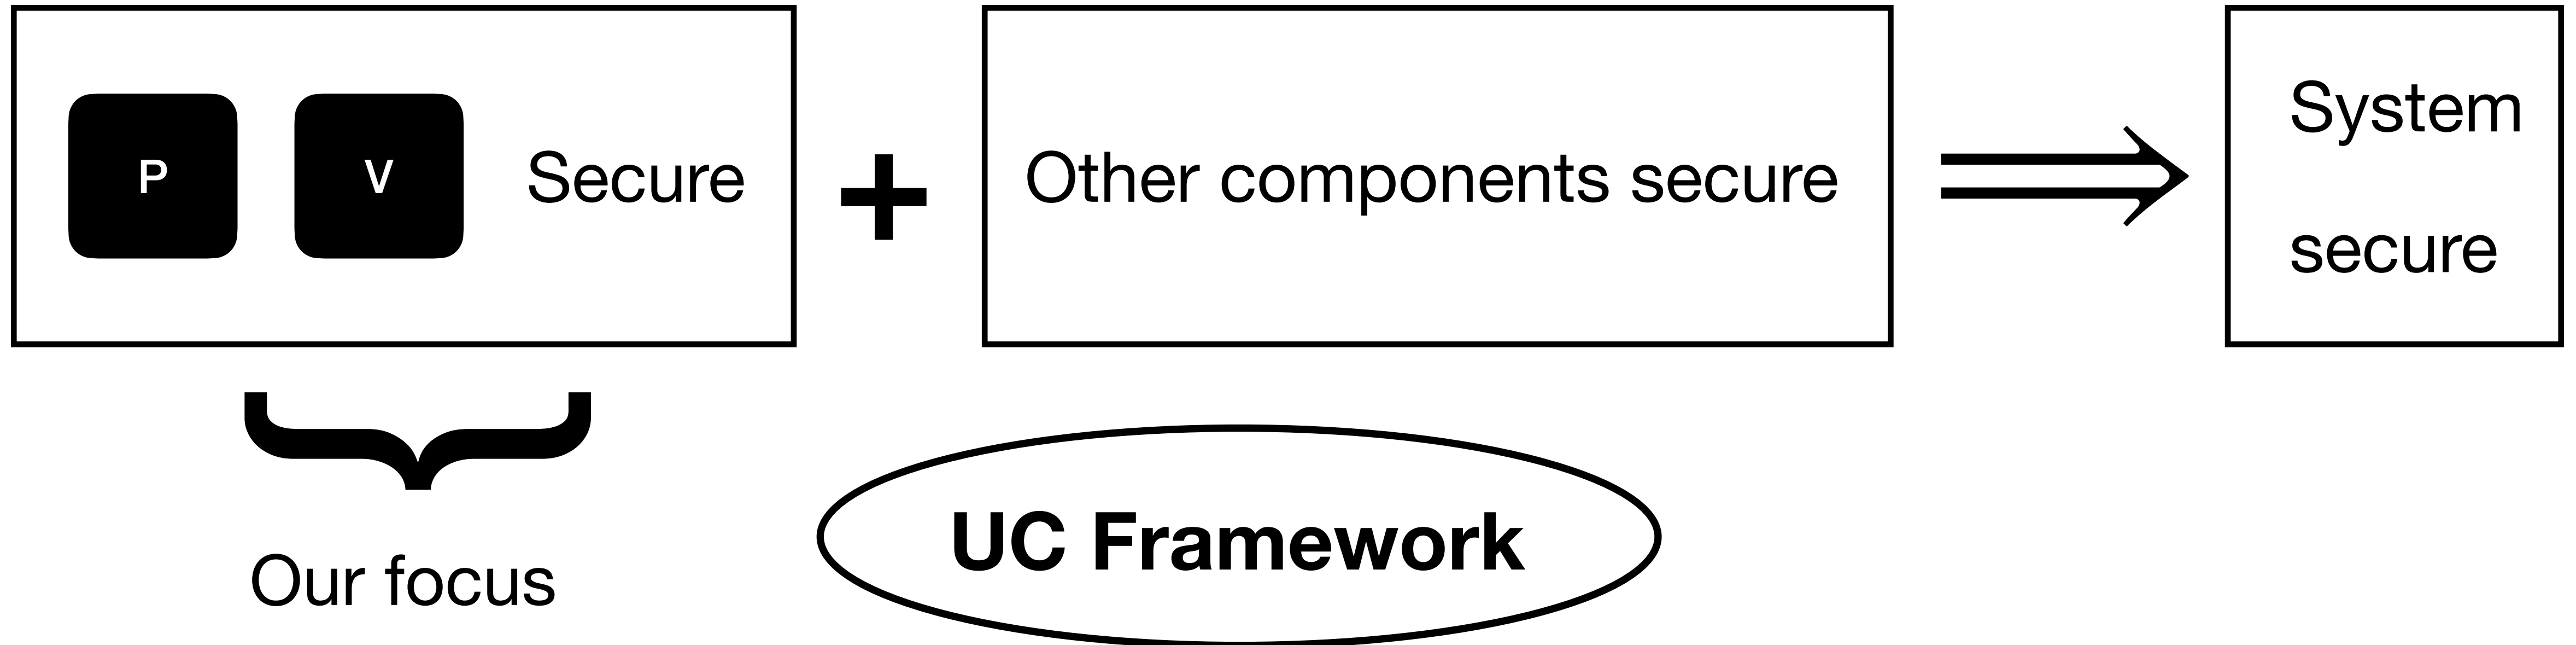 P V Secure + Other components secure ⟹ System
secure
Our focus
UC Framework